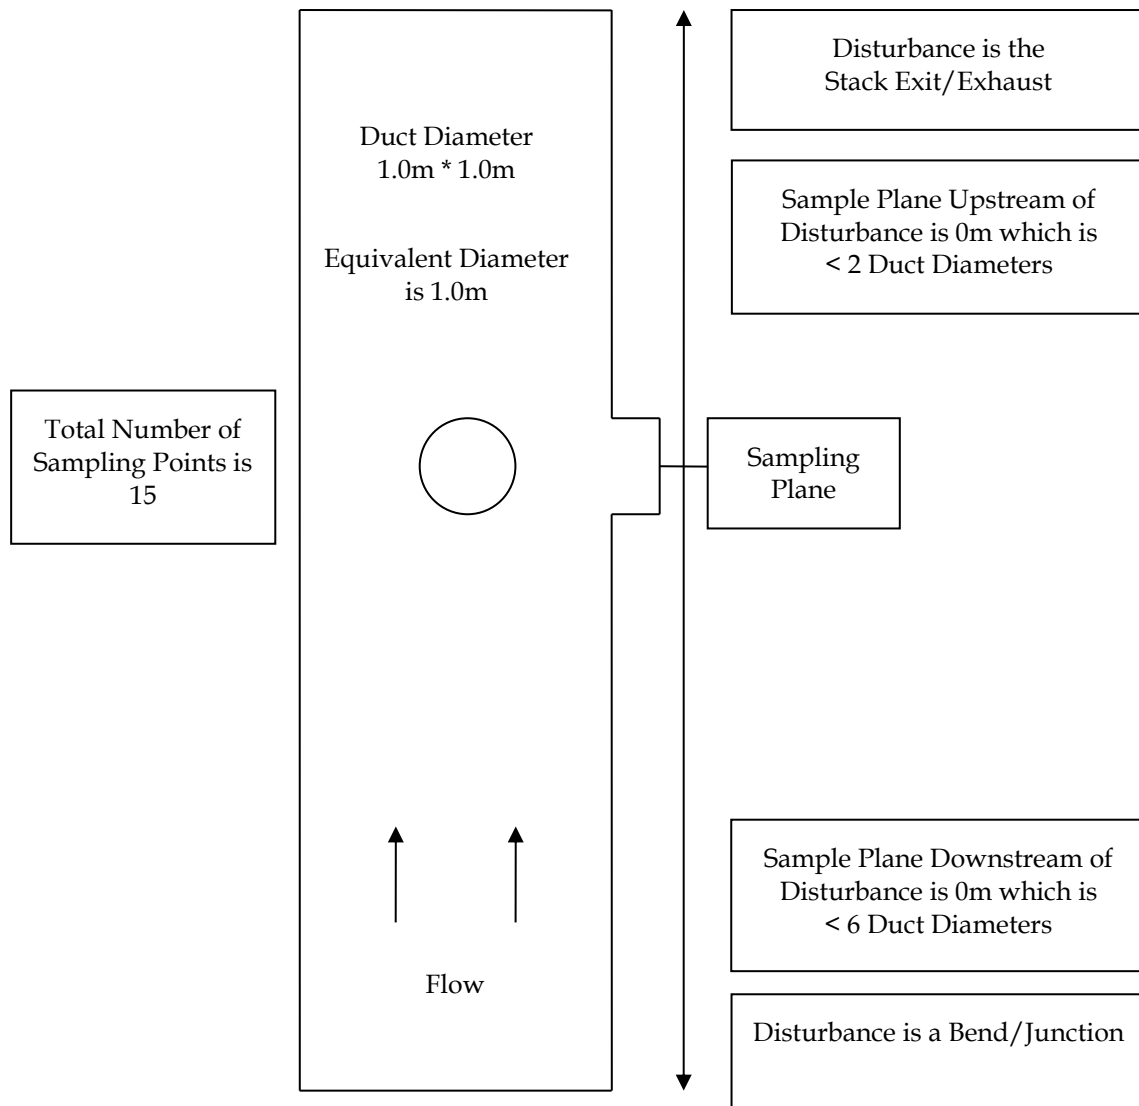 Disturbance is the
Stack Exit/Exhaust
Duct Diameter
1.0m * 1.0m
Sample Plane Upstream of
Disturbance is 0m which is
< 2 Duct Diameters
Equivalent Diameter
is 1.0m
Total Number of
Sampling Points is
15
Sampling
Plane
Sample Plane Downstream of
Disturbance is 0m which is
< 6 Duct Diameters
Flow
Disturbance is a Bend/Junction